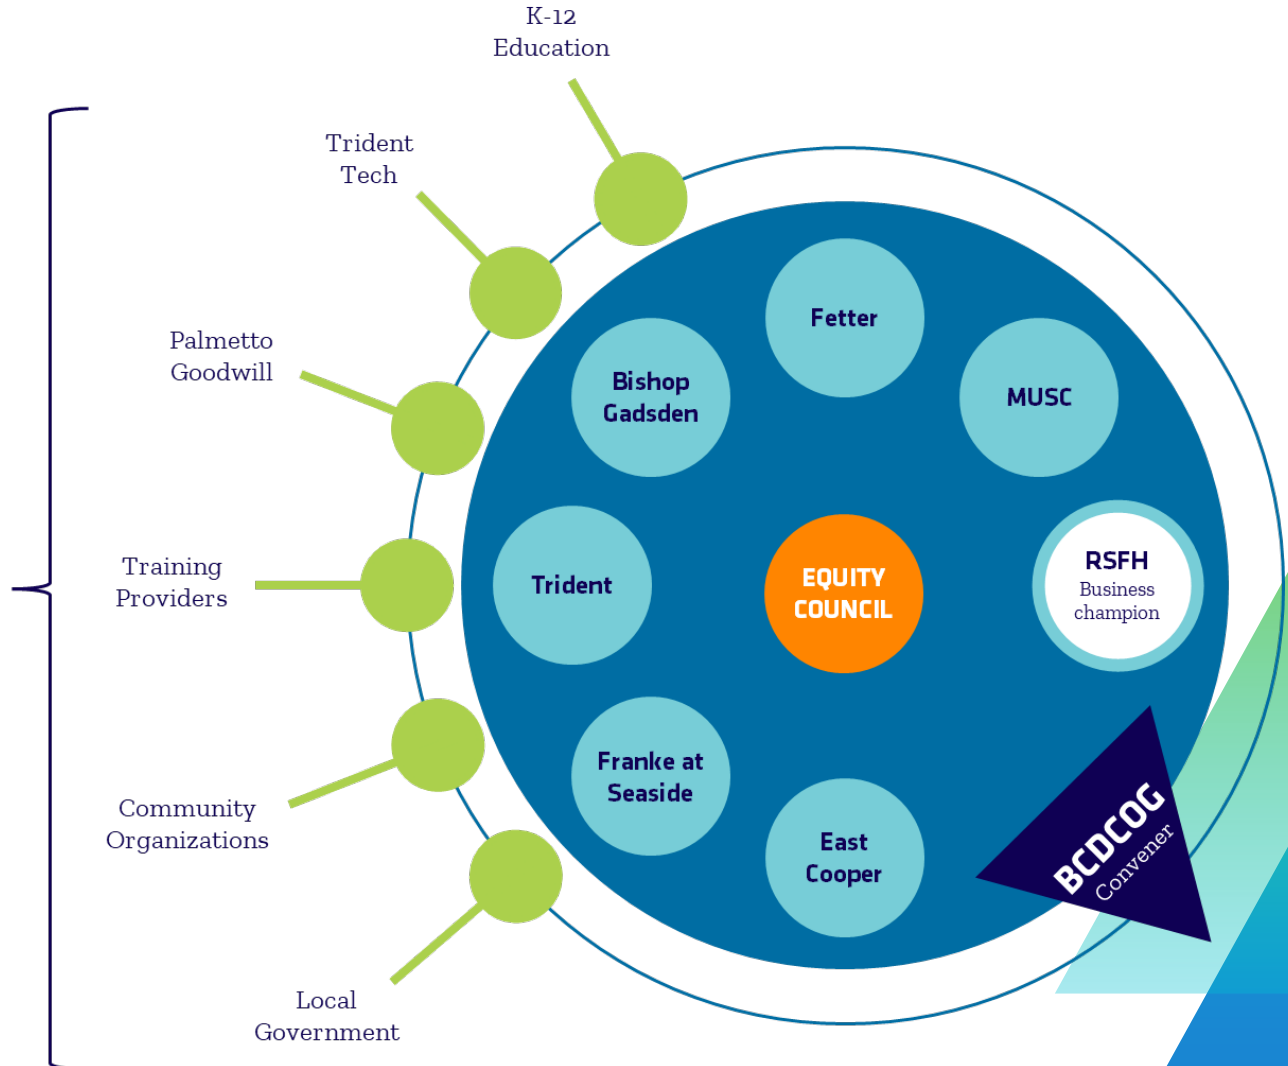 K-12
Education
Trident
Tech
Palmetto
Goodwill
Training
Providers
Community
Organizations
Local
Government
Fetter
Bishop
Gadsden
MUSC
Trident
EQUITY
COUNCIL
RSFH
Business
champion
Franke at
Seaside
East
Cooper
BCDCOG
Convener